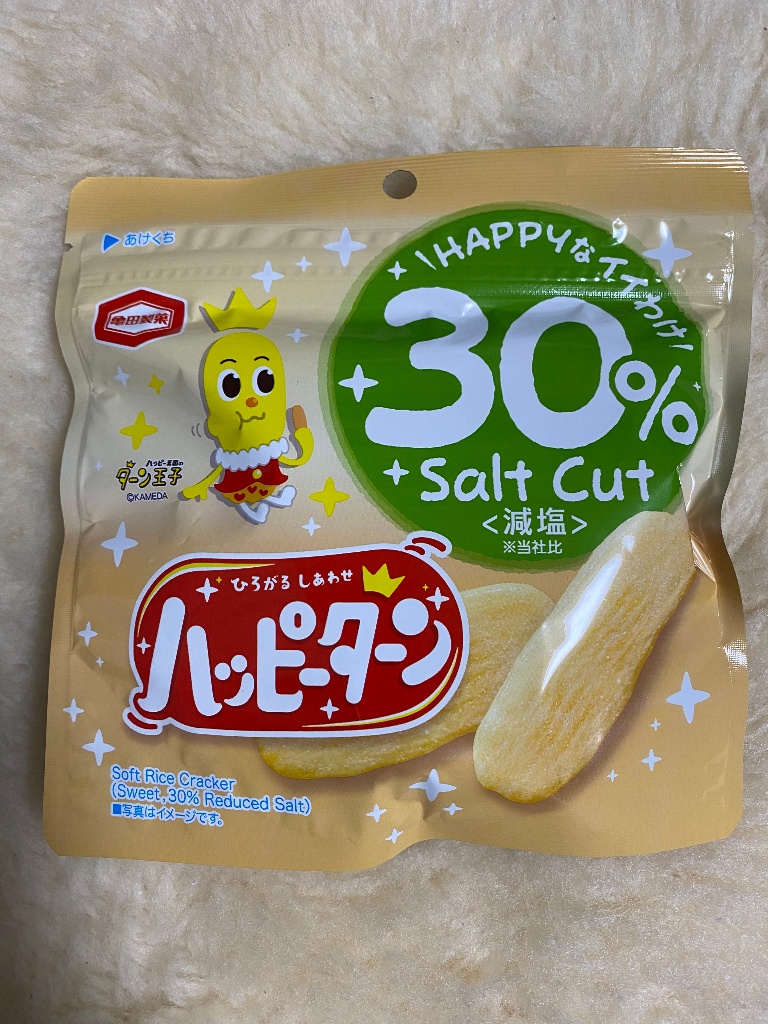 ▶あけくち
亀田製菓
\HAPPYなイイわけ/
30%
Salt Cut
<減塩>
※当社比
ハッピー王国の
ターン王子
©KAMEDA
ひろがる しあわせ
ハッピーターン
Soft Rice Cracker
(Sweet, 30% Reduced Salt)
■写真はイメージです。